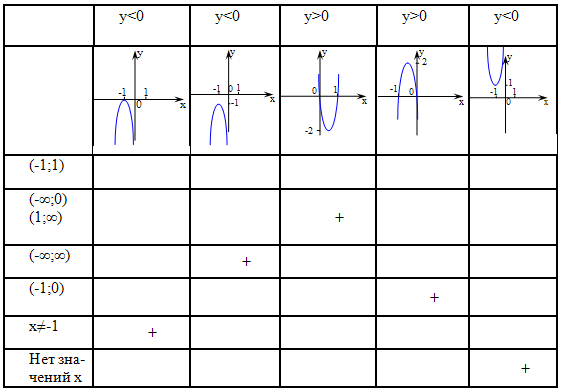 y<0 y<0 y>0 y>0 y<0
y y y y y
-1 1 0 x
-1 0 1 -1 x
0 1 -2 x
2 -1 0 x
1 -1 0 1 x
(-1;1)
(-∞;0)
(1;∞) +
(-∞;∞) +
(-1;0) +
x≠-1 +
Нет зна-
чений x +